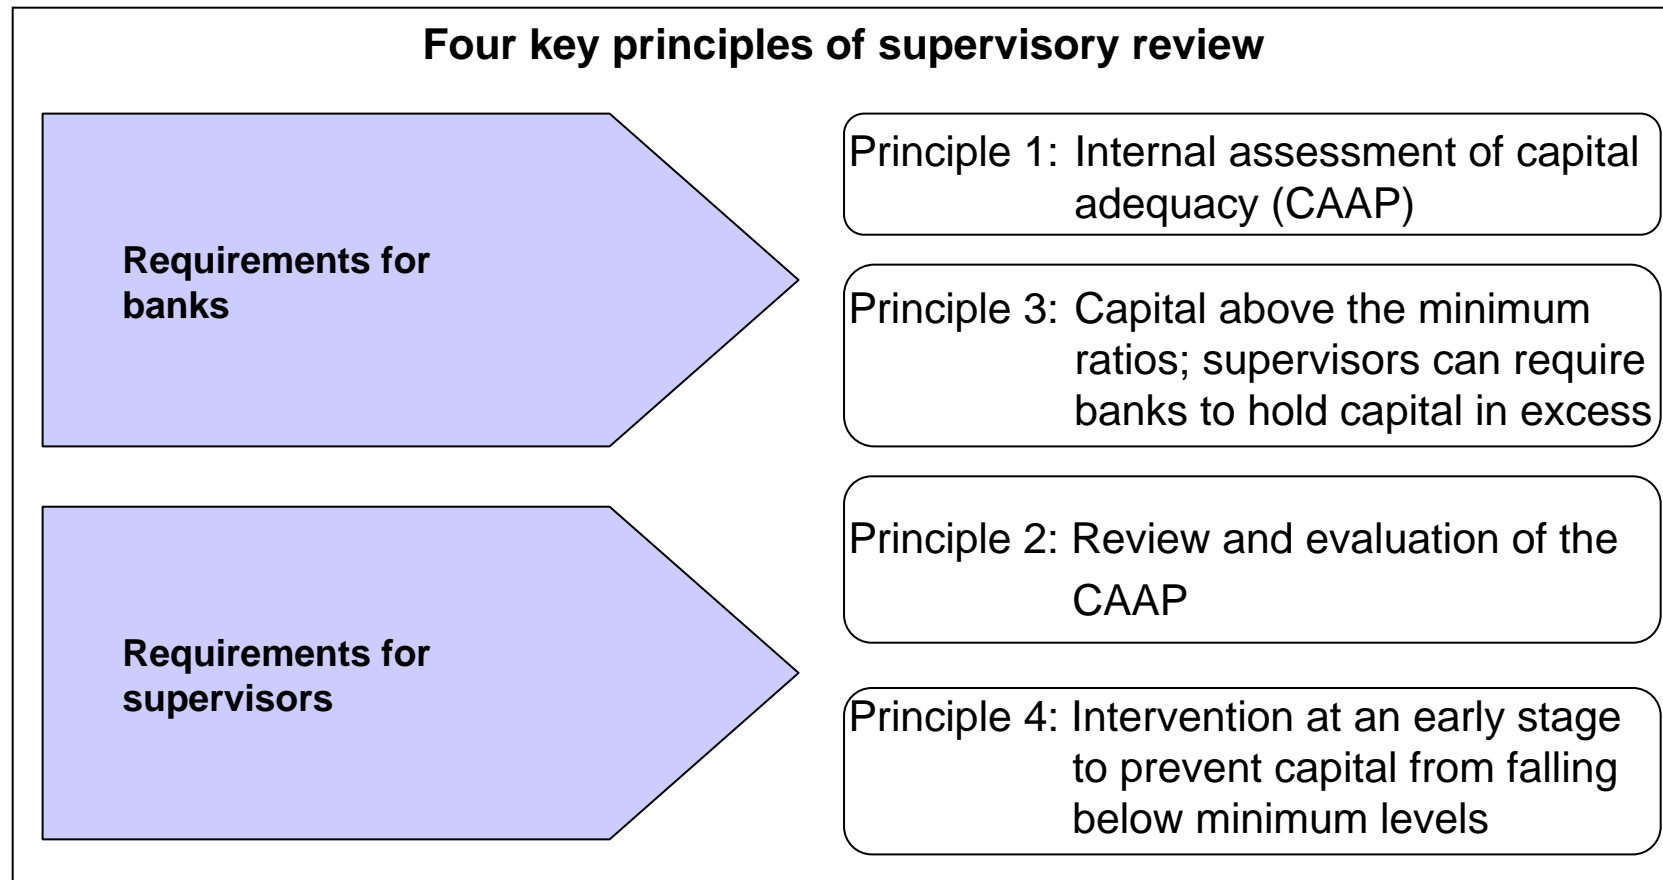 Four key principles of supervisory review
Requirements for
banks
Principle 1: Internal assessment of capital
adequacy (CAAP)
Principle 3: Capital above the minimum
ratios; supervisors can require
banks to hold capital in excess
Requirements for
supervisors
Principle 2: Review and evaluation of the
CAAP
Principle 4: Intervention at an early stage
to prevent capital from falling
below minimum levels